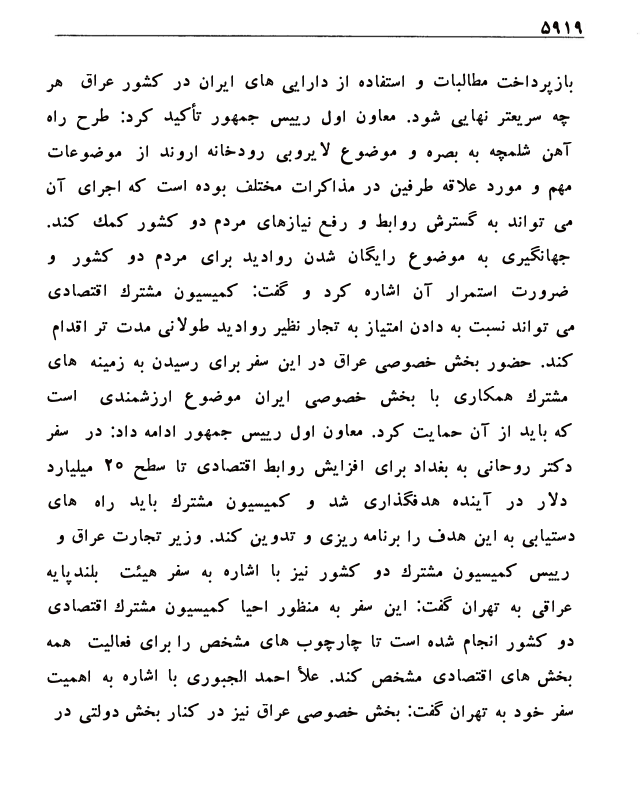 ۵۹۱۹
بازپرداخت مطالبات و استفاده از دارایی های ایران در کشور عراق هر
چه سریعتر نهایی شود. معاون اول رییس جمهور تأکید کرد: طرح راه
آهن شلمچه به بصره و موضوع لایروبی رودخانه اروند از موضوعات
مهم و مورد علاقه طرفین در مذاکرات مختلف بوده است که اجرای آن
می تواند به گسترش روابط و رفع نیازهای مردم دو کشور کمك کند.
جهانگیری به موضوع رایگان شدن روادید برای مردم دو کشور و
ضرورت استمرار آن اشاره کرد و گفت: کمیسیون مشترك اقتصادی
می تواند نسبت به دادن امتیاز به تجار نظیر روادید طولانی مدت تر اقدام
کند. حضور بخش خصوصی عراق در این سفر برای رسیدن به زمینه های
مشترك همکاری با بخش خصوصی ایران موضوع ارزشمندی است
که باید از آن حمایت کرد. معاون اول رییس جمهور ادامه داد: در سفر
دکتر روحانی به بغداد برای افزایش روابط اقتصادی تا سطح ۲۰ میلیارد
دلار در آینده هدفگذاری شد و کمیسیون مشترك باید راه های
دستیابی به این هدف را برنامه ریزی و تدوین کند. وزیر تجارت عراق و
رییس کمیسیون مشترك دو کشور نیز با اشاره به سفر هیئت بلندپایه
عراقی به تهران گفت: این سفر به منظور احیا کمیسیون مشترك اقتصادی
دو کشور انجام شده است تا چارچوب های مشخص را برای فعالیت همه
بخش های اقتصادی مشخص کند. علأ احمد الجبوری با اشاره به اهمیت
سفر خود به تهران گفت: بخش خصوصی عراق نیز در کنار بخش دولتی در